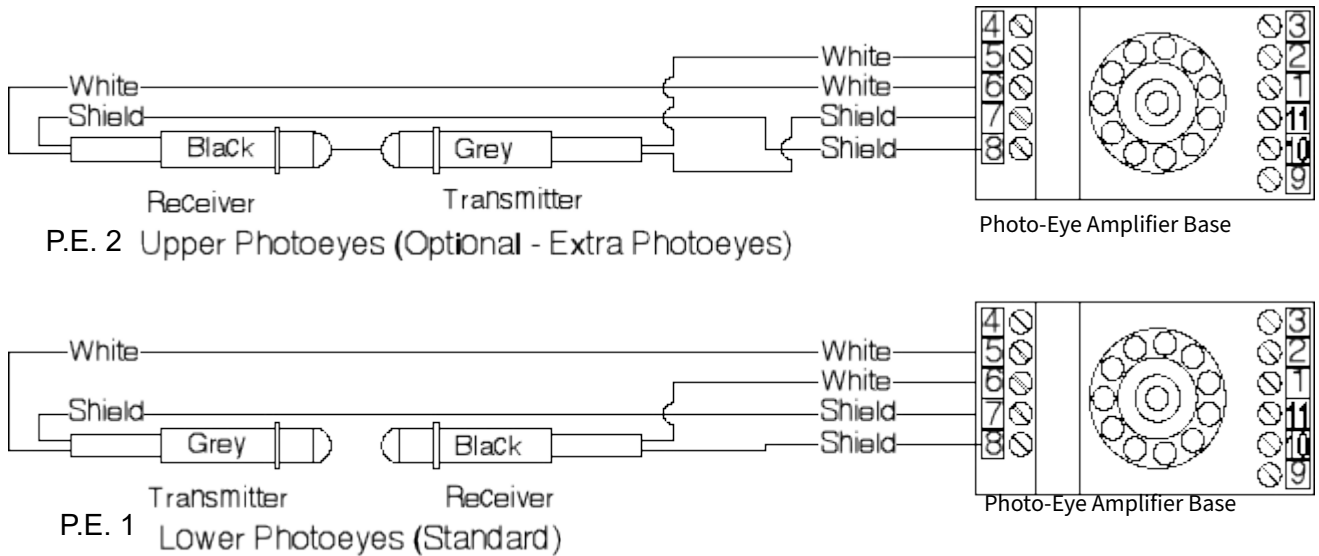 4 3
White 5 2
White White 6 1
Shield Shield 7 11
Black Grey Shield 8 10
9
Receiver Transmitter
Photo-Eye Amplifier Base
P.E. 2 Upper Photoeyes (Optional - Extra Photoeyes)
4 3
White White 5 2
White 6 1
Shield Shield 7 11
Grey Black Shield 8 10
9
Transmitter Receiver
Photo-Eye Amplifier Base
P.E. 1 Lower Photoeyes (Standard)